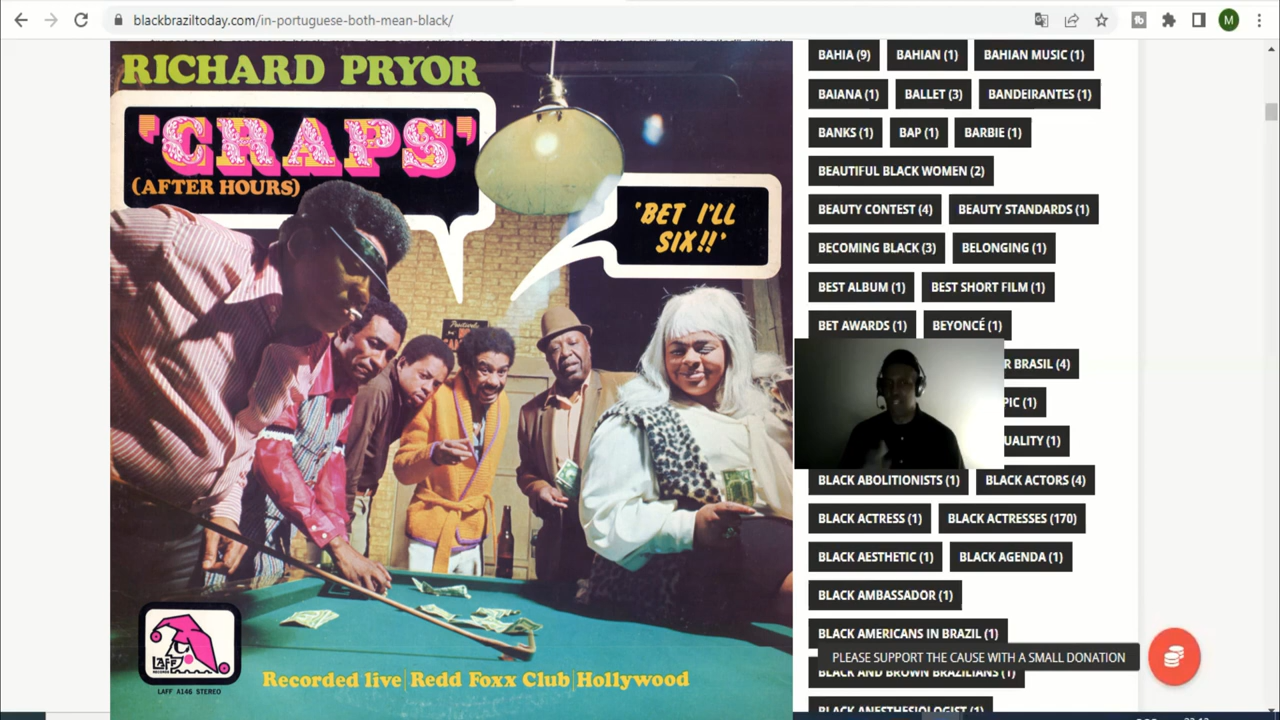 blackbraziltoday.com/in-portuguese-both-mean-black/
M
RICHARD PRYOR
'CRAPS'
(AFTER HOURS)
'BET I'LL
SIX!!'
LAFF
RECORDS
LAFF A146 STEREO
Recorded live Redd Foxx Club Hollywood
BAHIA (9)
BAHIAN (1)
BAHIAN MUSIC (1)
BAIANA (1)
BALLET (3)
BANDEIRANTES (1)
BANKS (1)
BAP (1)
BARBIE (1)
BEAUTIFUL BLACK WOMEN (2)
BEAUTY CONTEST (4)
BEAUTY STANDARDS (1)
BECOMING BLACK (3)
BELONGING (1)
BEST ALBUM (1)
BEST SHORT FILM (1)
BET AWARDS (1)
BEYONCÉ (1)
R BRASIL (4)
PIC (1)
UALITY (1)
BLACK ABOLITIONISTS (1)
BLACK ACTORS (4)
BLACK ACTRESS (1)
BLACK ACTRESSES (170)
BLACK AESTHETIC (1)
BLACK AGENDA (1)
BLACK AMBASSADOR (1)
BLACK AMERICANS IN BRAZIL (1)
PLEASE SUPPORT THE CAUSE WITH A SMALL DONATION
BLACK AND BROWN BRAZILIANS (1)
BLACK ANESTHESIOLOGIST (1)